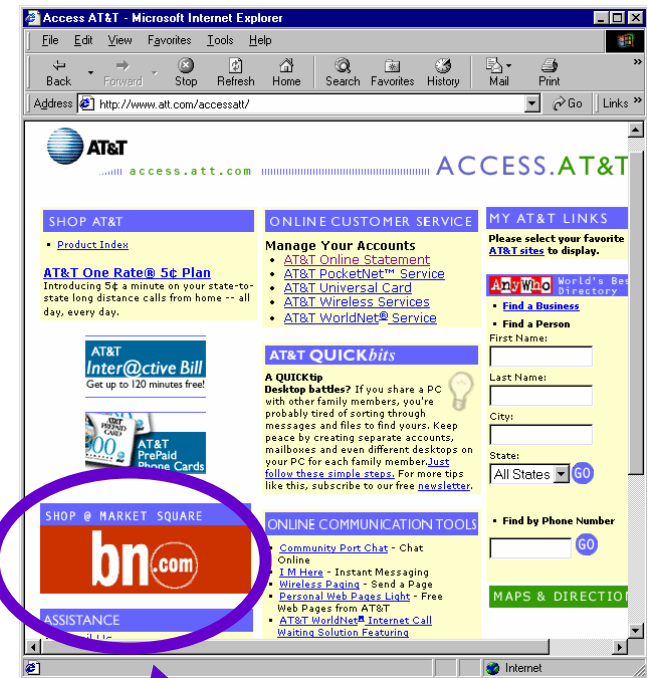 Access AT&T - Microsoft Internet Explorer
File Edit View Favorites Tools Help
Back Forward Stop Refresh Home Search Favorites History Mail Print »
Address http://www.att.com/accessatt/ Go Links »
AT&T
access.att.com
ACCESS.AT&T
SHOP AT&T
Product Index
AT&T One Rate® 5¢ Plan
Introducing 5¢ a minute on your state-to-
state long distance calls from home -- all
day, every day.
AT&T
Inter@ctive Bill
Get up to 120 minutes free!
AT&T
PrePaid
Phone Cards
SHOP @ MARKET SQUARE
bn.com
ASSISTANCE
ONLINE CUSTOMER SERVICE
Manage Your Accounts
AT&T Online Statement
AT&T PocketNet™ Service
AT&T Universal Card
AT&T Wireless Services
AT&T WorldNet® Service
AT&T QUICKbits
A QUICKtip
Desktop battles? If you share a PC
with other family members, you're
probably tired of sorting through
messages and files to find yours. Keep
peace by creating separate accounts,
mailboxes and even different desktops on
your PC for each family member.Just
follow these simple steps. For more tips
like this, subscribe to our free newsletter.
ONLINE COMMUNICATION TOOLS
Community Port Chat - Chat
Online
I M Here - Instant Messaging
Wireless Paging - Send a Page
Personal Web Pages Light - Free
Web Pages from AT&T
AT&T WorldNet® Internet Call
Waiting Solution Featuring
MY AT&T LINKS
Please select your favorite
AT&T sites to display.
AnyWho World's Bes
Directory
Find a Business
Find a Person
First Name:
Last Name:
City:
State:
All States GO
Find by Phone Number
GO
MAPS & DIRECTIO
Internet